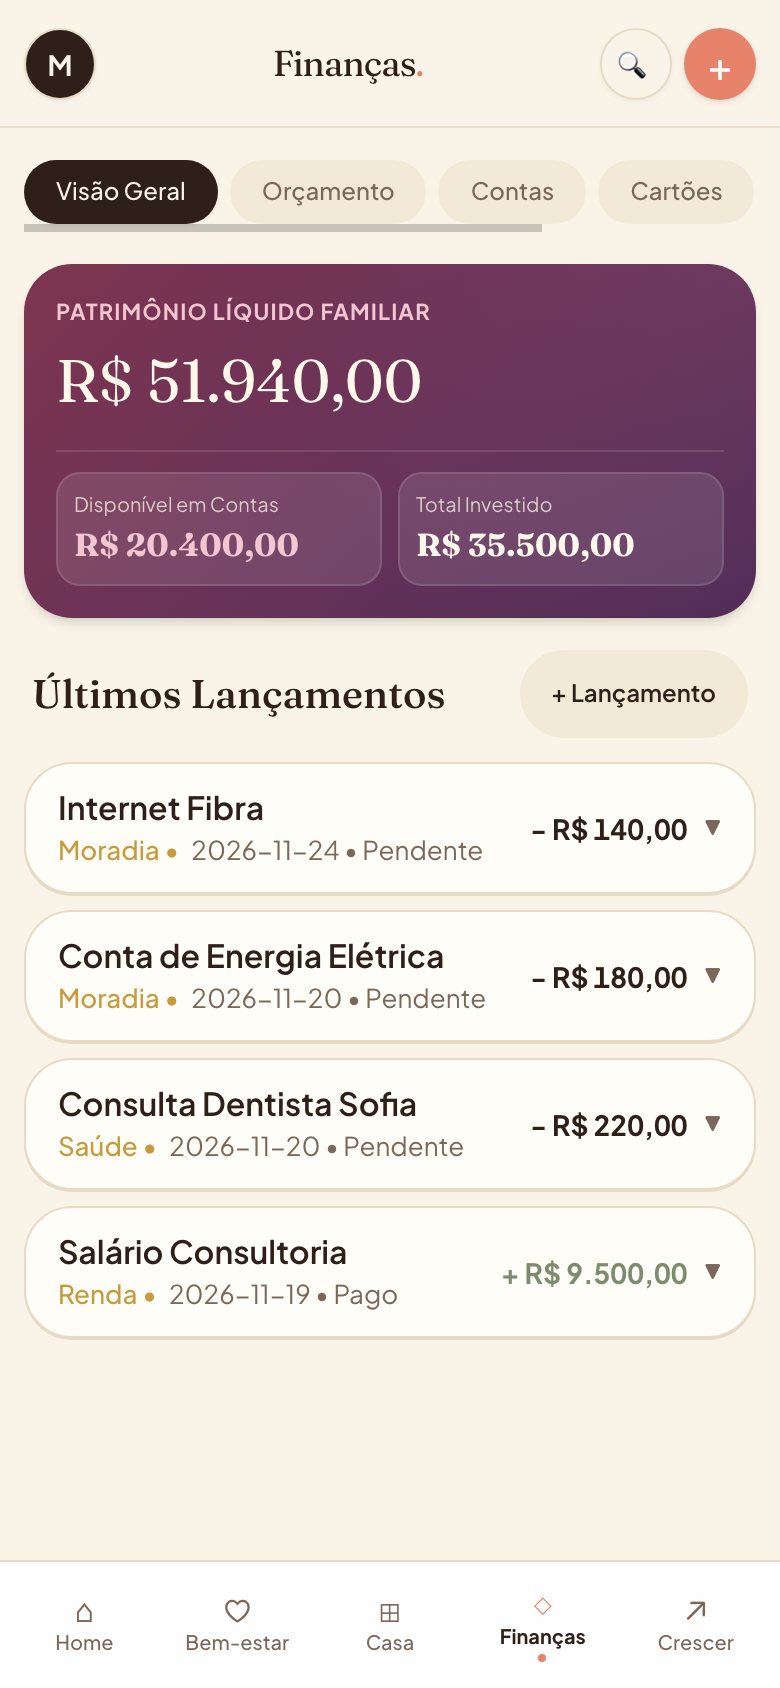 M
Finanças.
+
Visão Geral
Orçamento
Contas
Cartões
PATRIMÔNIO LÍQUIDO FAMILIAR
R$ 51.940,00
Disponível em Contas
R$ 20.400,00
Total Investido
R$ 35.500,00
Últimos Lançamentos
+ Lançamento
Internet Fibra
Moradia • 2026-11-24 • Pendente
- R$ 140,00 ▼
Conta de Energia Elétrica
Moradia • 2026-11-20 • Pendente
- R$ 180,00 ▼
Consulta Dentista Sofia
Saúde • 2026-11-20 • Pendente
- R$ 220,00 ▼
Salário Consultoria
Renda • 2026-11-19 • Pago
+ R$ 9.500,00 ▼
Home
Bem-estar
Casa
Finanças
Crescer